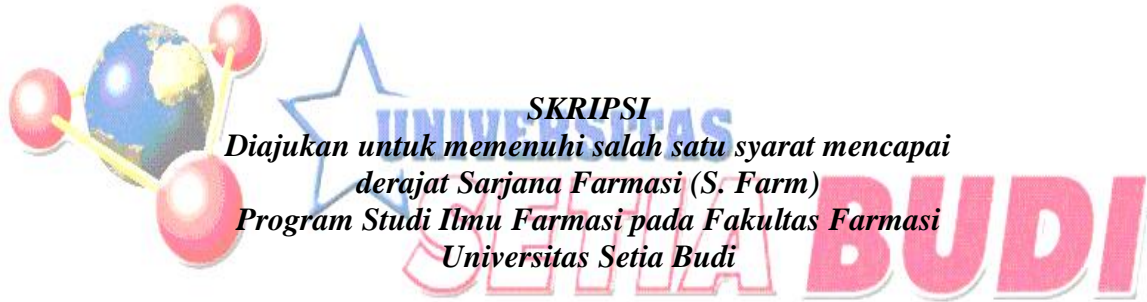 SKRIPSI
Diajukan untuk memenuhi salah satu syarat mencapai
derajat Sarjana Farmasi (S. Farm)
Program Studi Ilmu Farmasi pada Fakultas Farmasi
Universitas Setia Budi
UNIVERSITAS
SETIA BUDI